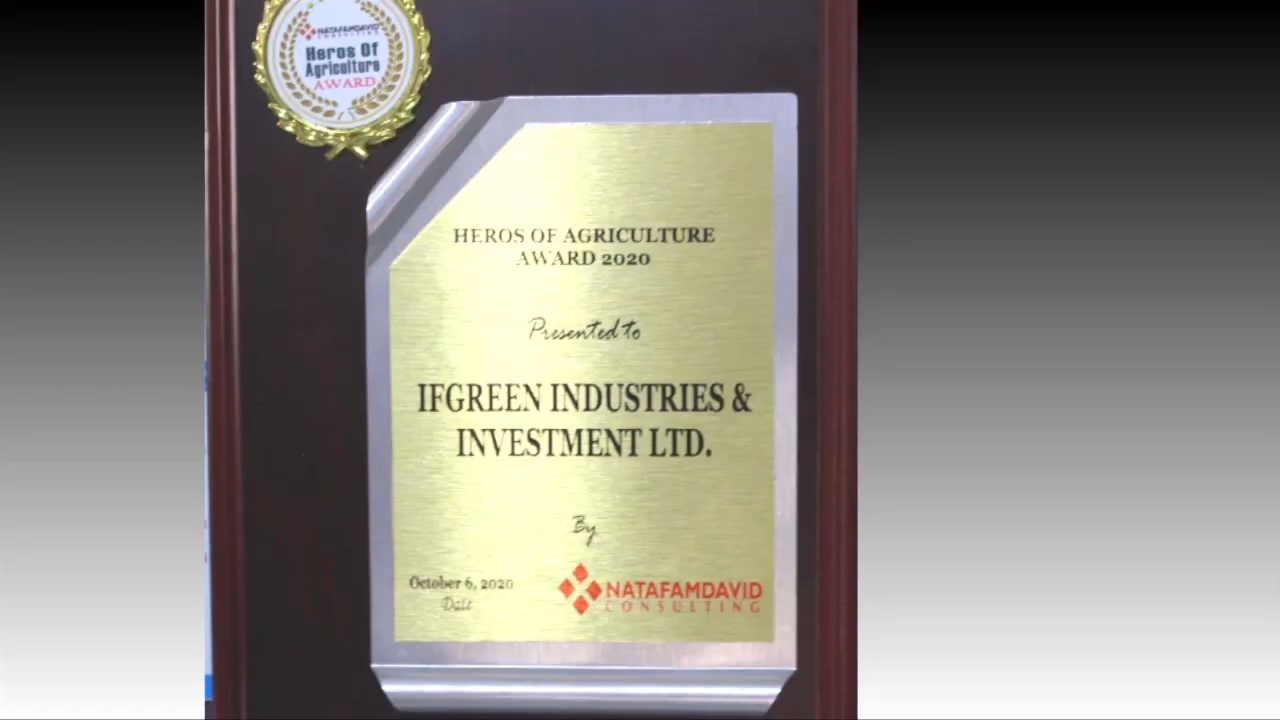 NATAFAMDAVID
CONSULTING
Heros Of
Agriculture
AWARD
HEROS OF AGRICULTURE
AWARD 2020
Presented to
IFGREEN INDUSTRIES &
INVESTMENT LTD.
By
October 6, 2020
Date
NATAFAMDAVID
CONSULTING